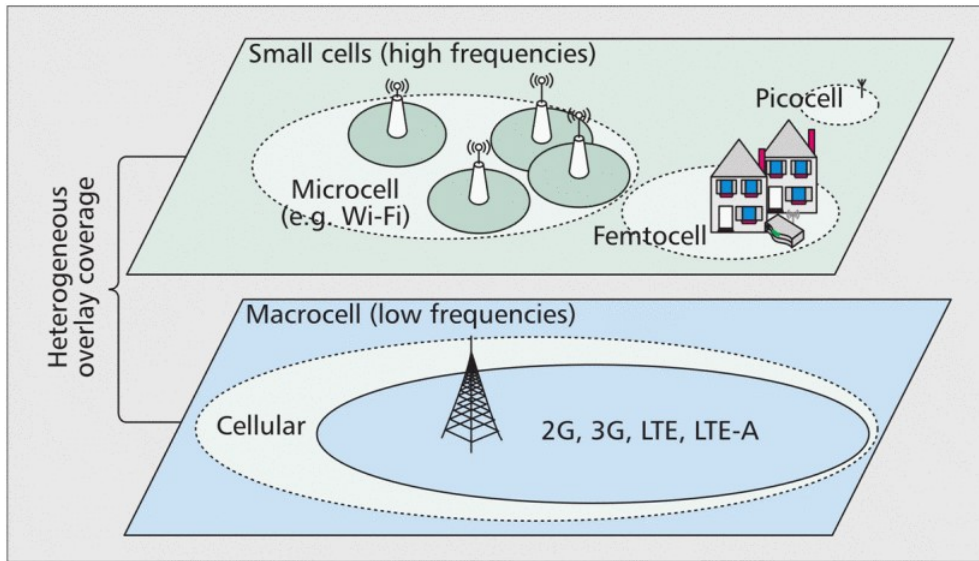 Small cells (high frequencies)
Picocell
Microcell
(e.g. Wi-Fi)
Femtocell
Heterogeneous
overlay coverage
Macrocell (low frequencies)
Cellular
2G, 3G, LTE, LTE-A